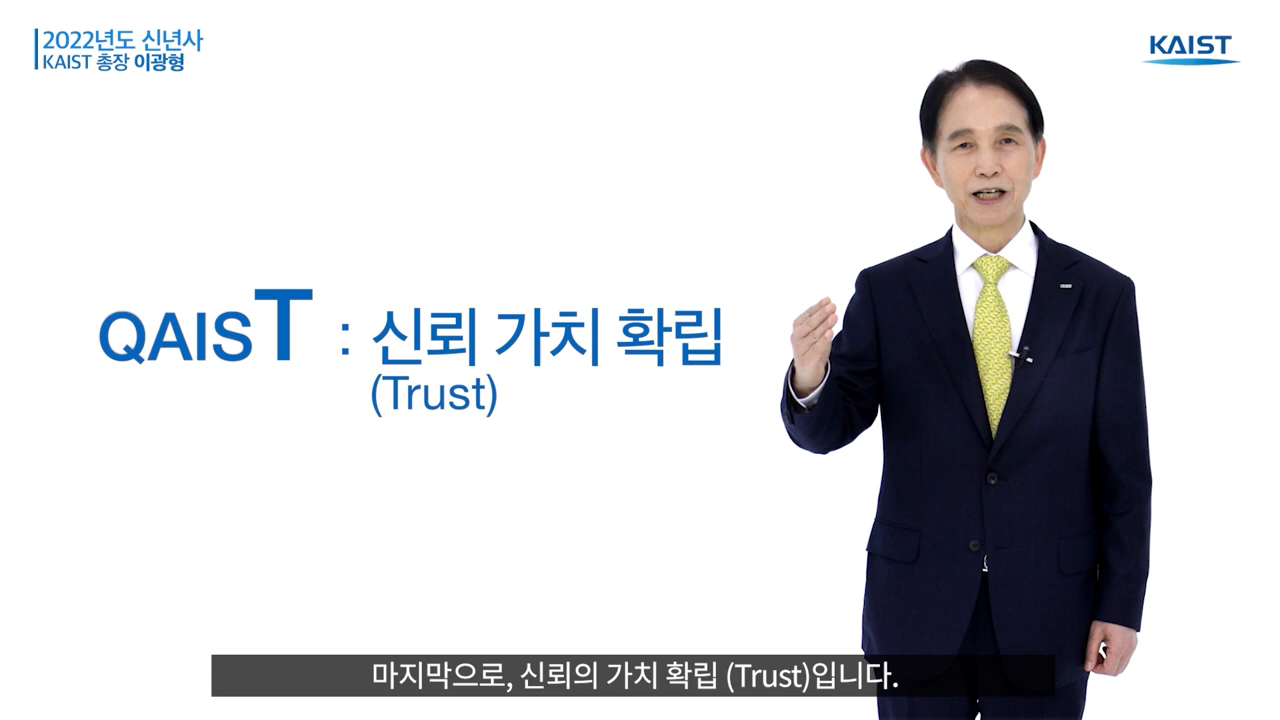 2022년도 신년사
KAIST 총장 이광형
KAIST
QAIST : 신뢰 가치 확립
(Trust)
마지막으로, 신뢰의 가치 확립 (Trust)입니다.